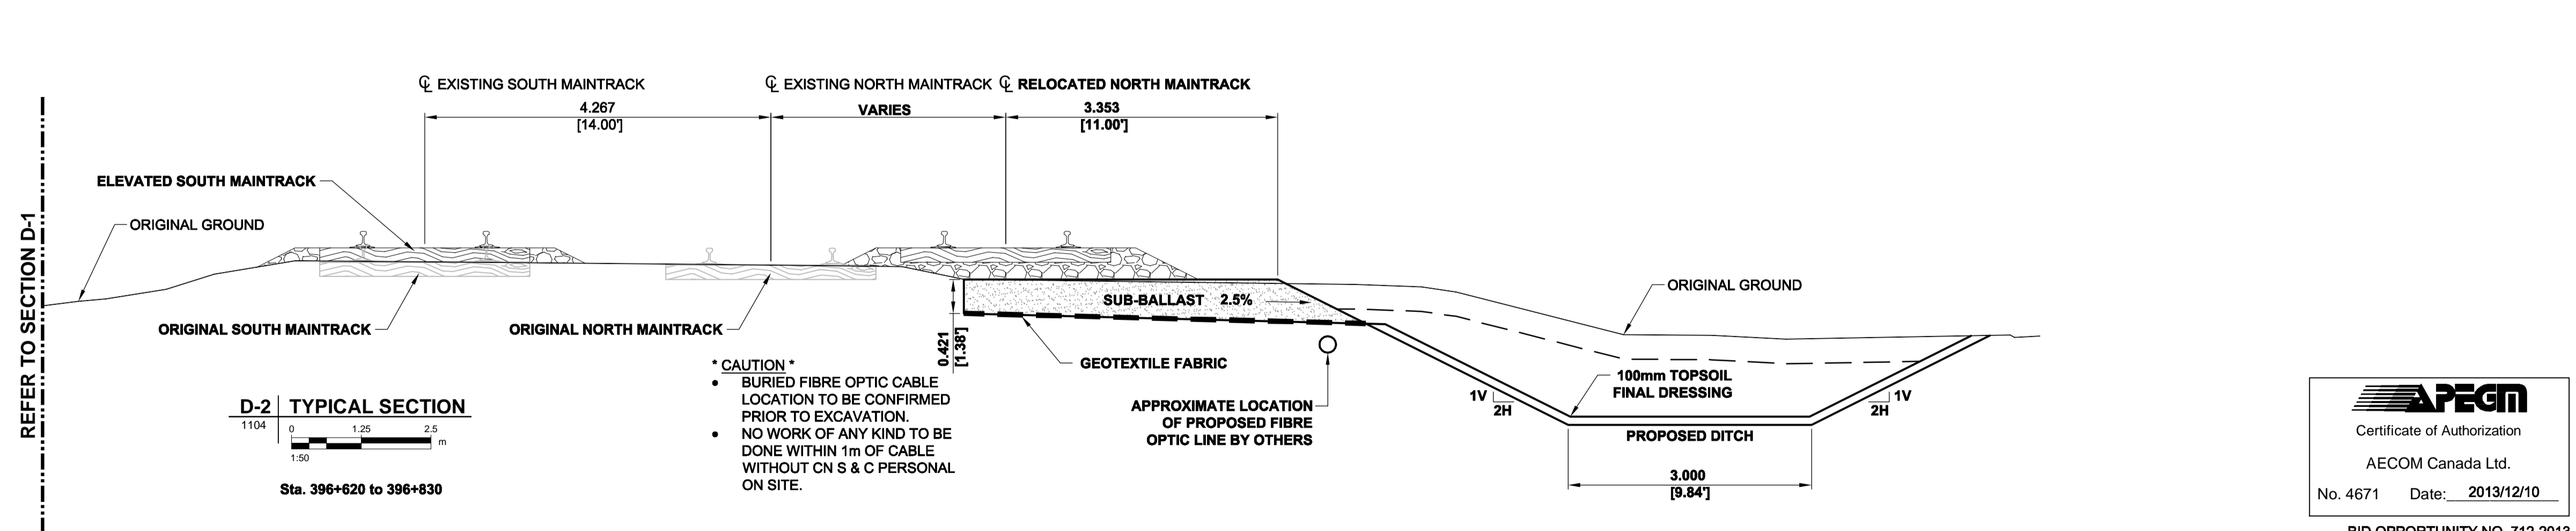 ℄ EXISTING SOUTH MAINTRACK
℄ EXISTING NORTH MAINTRACK
℄ RELOCATED NORTH MAINTRACK
4.267
[14.00']
VARIES
3.353
[11.00']
ELEVATED SOUTH MAINTRACK
ORIGINAL GROUND
REFER TO SECTION D-1
ORIGINAL SOUTH MAINTRACK
ORIGINAL NORTH MAINTRACK
SUB-BALLAST 2.5%
ORIGINAL GROUND
0.421
[1.38']
GEOTEXTILE FABRIC
* CAUTION *
• BURIED FIBRE OPTIC CABLE
LOCATION TO BE CONFIRMED
PRIOR TO EXCAVATION.
• NO WORK OF ANY KIND TO BE
DONE WITHIN 1m OF CABLE
WITHOUT CN S & C PERSONAL
ON SITE.
APPROXIMATE LOCATION
OF PROPOSED FIBRE
OPTIC LINE BY OTHERS
100mm TOPSOIL
FINAL DRESSING
1V
2H
1V
2H
PROPOSED DITCH
3.000
[9.84']
D-2 TYPICAL SECTION
1104
0 1.25 2.5
m
1:50
Sta. 396+620 to 396+830
APEGM
Certificate of Authorization
AECOM Canada Ltd.
No. 4671 Date: 2013/12/10
BID OPPORTUNITY NO. 712-2013